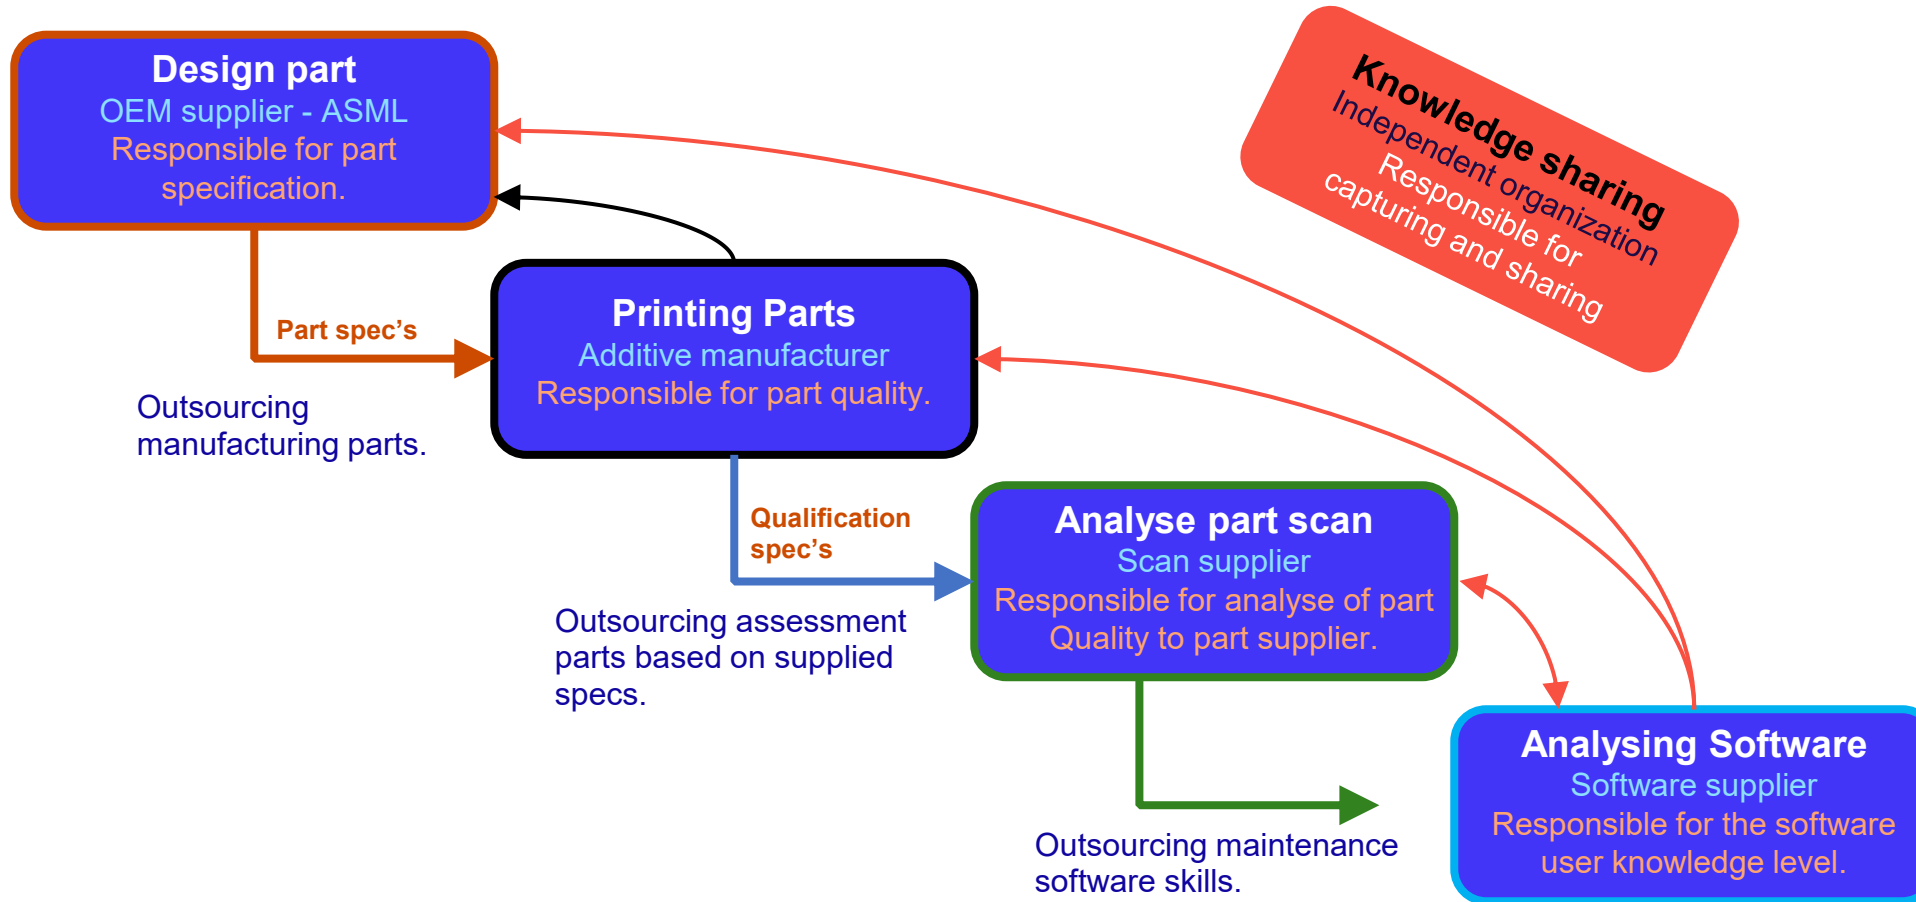 Design part
OEM supplier - ASML
Responsible for part
specification.
Knowledge sharing
Independent organization
Responsible for
capturing and sharing
Part spec’s
Printing Parts
Additive manufacturer
Responsible for part quality.
Outsourcing
manufacturing parts.
Qualification
spec’s
Analyse part scan
Scan supplier
Responsible for analyse of part
Quality to part supplier.
Outsourcing assessment
parts based on supplied
specs.
Analysing Software
Software supplier
Responsible for the software
user knowledge level.
Outsourcing maintenance
software skills.